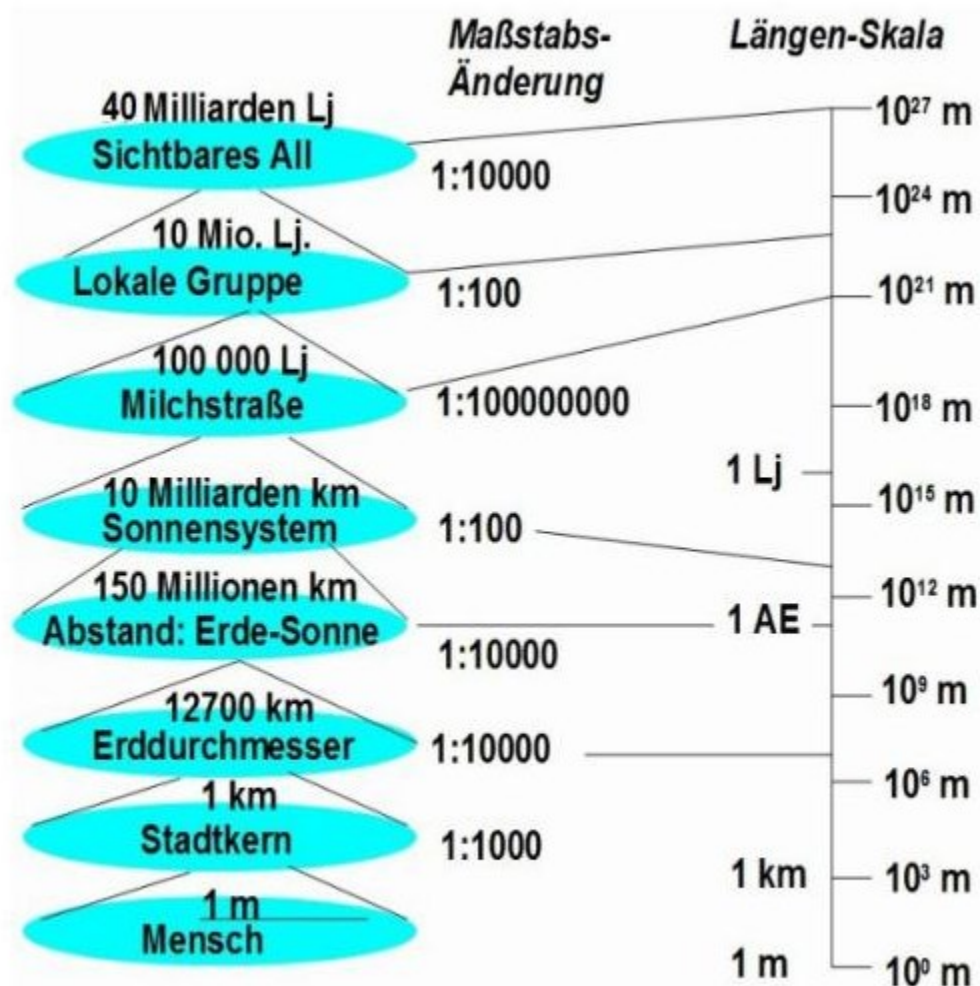 Maßstabs-
Änderung
Längen-Skala
40 Milliarden Lj
Sichtbares All
1:10000
10 Mio. Lj.
Lokale Gruppe
1:100
100 000 Lj
Milchstraße
1:100000000
10 Milliarden km
Sonnensystem
1:100
150 Millionen km
Abstand: Erde-Sonne
1:10000
12700 km
Erddurchmesser
1:10000
1 km
Stadtkern
1:1000
1 m
Mensch
10²⁷ m
10²⁴ m
10²¹ m
10¹⁸ m
1 Lj
10¹⁵ m
10¹² m
1 AE
10⁹ m
10⁶ m
1 km
10³ m
1 m
10⁰ m